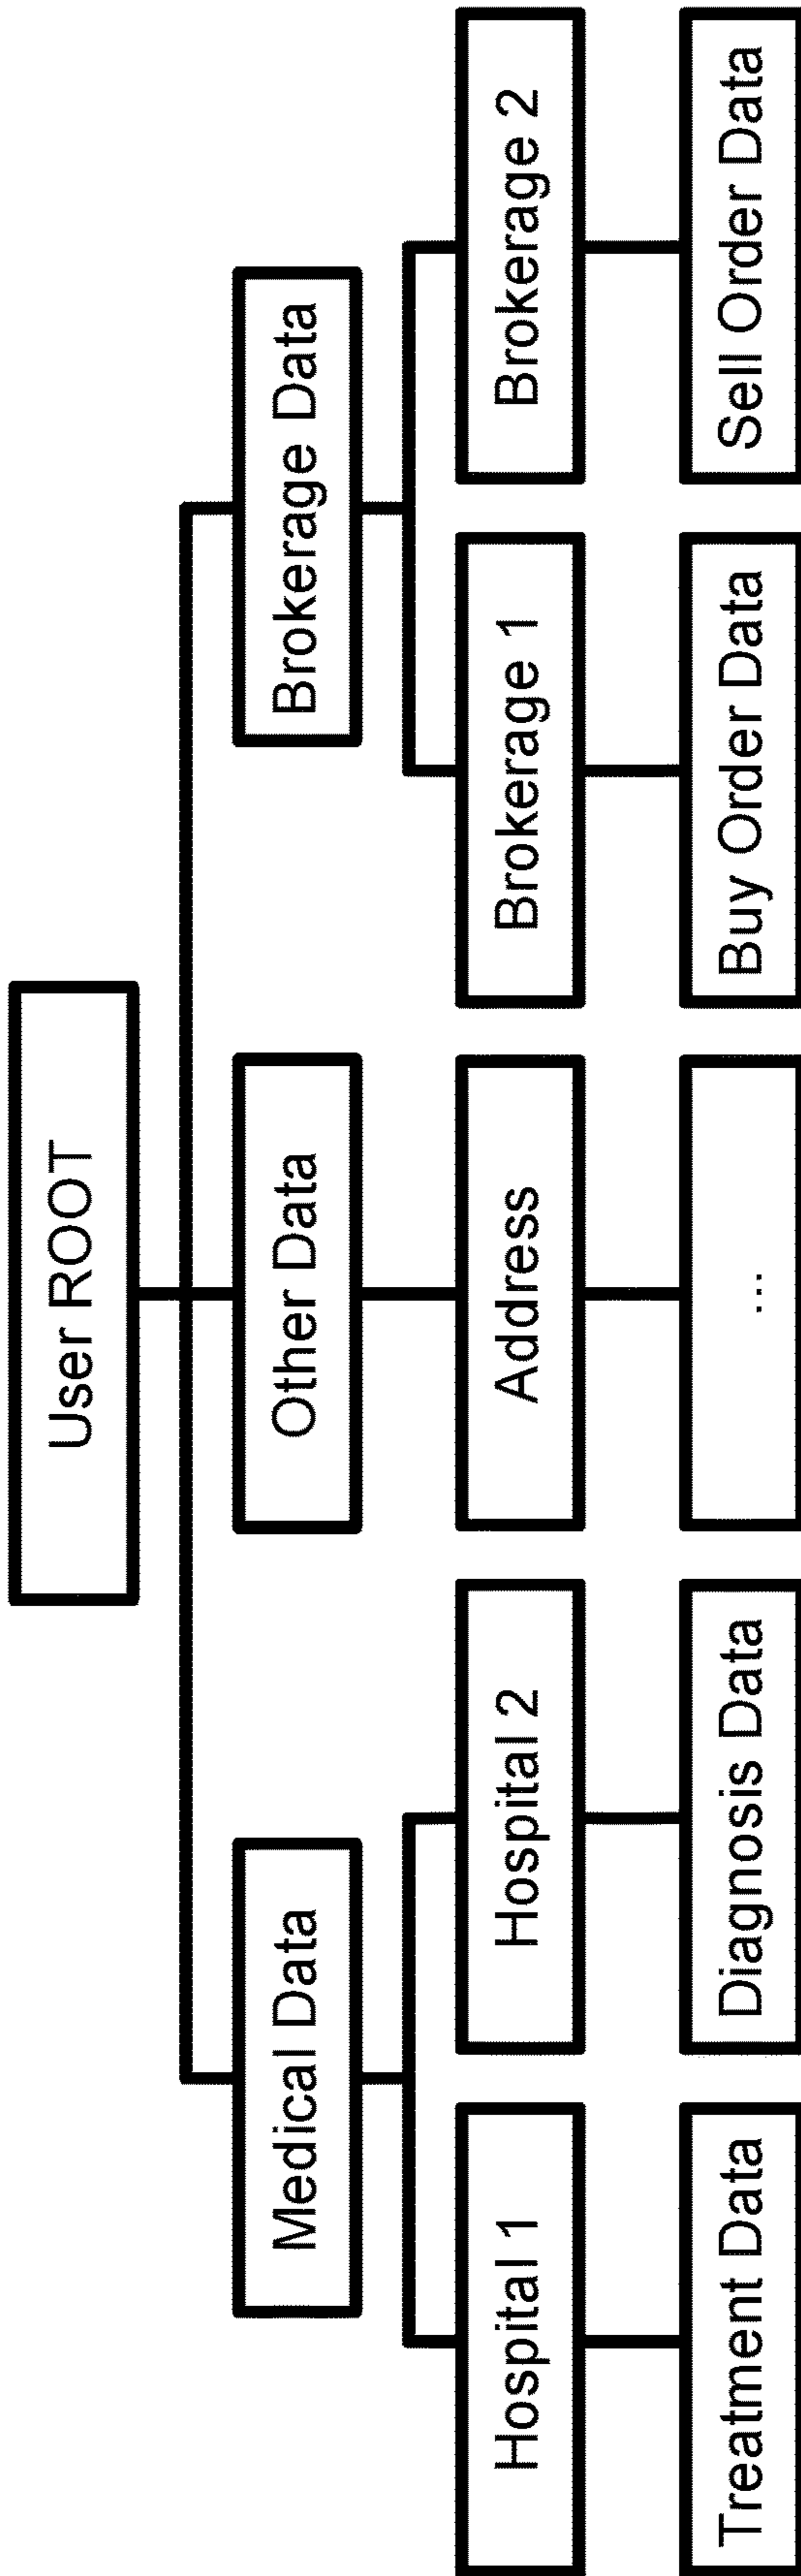 User ROOT
Medical Data
Other Data
Brokerage Data
Hospital 1
Hospital 2
Address
Brokerage 1
Brokerage 2
Treatment Data
Diagnosis Data
...
Buy Order Data
Sell Order Data